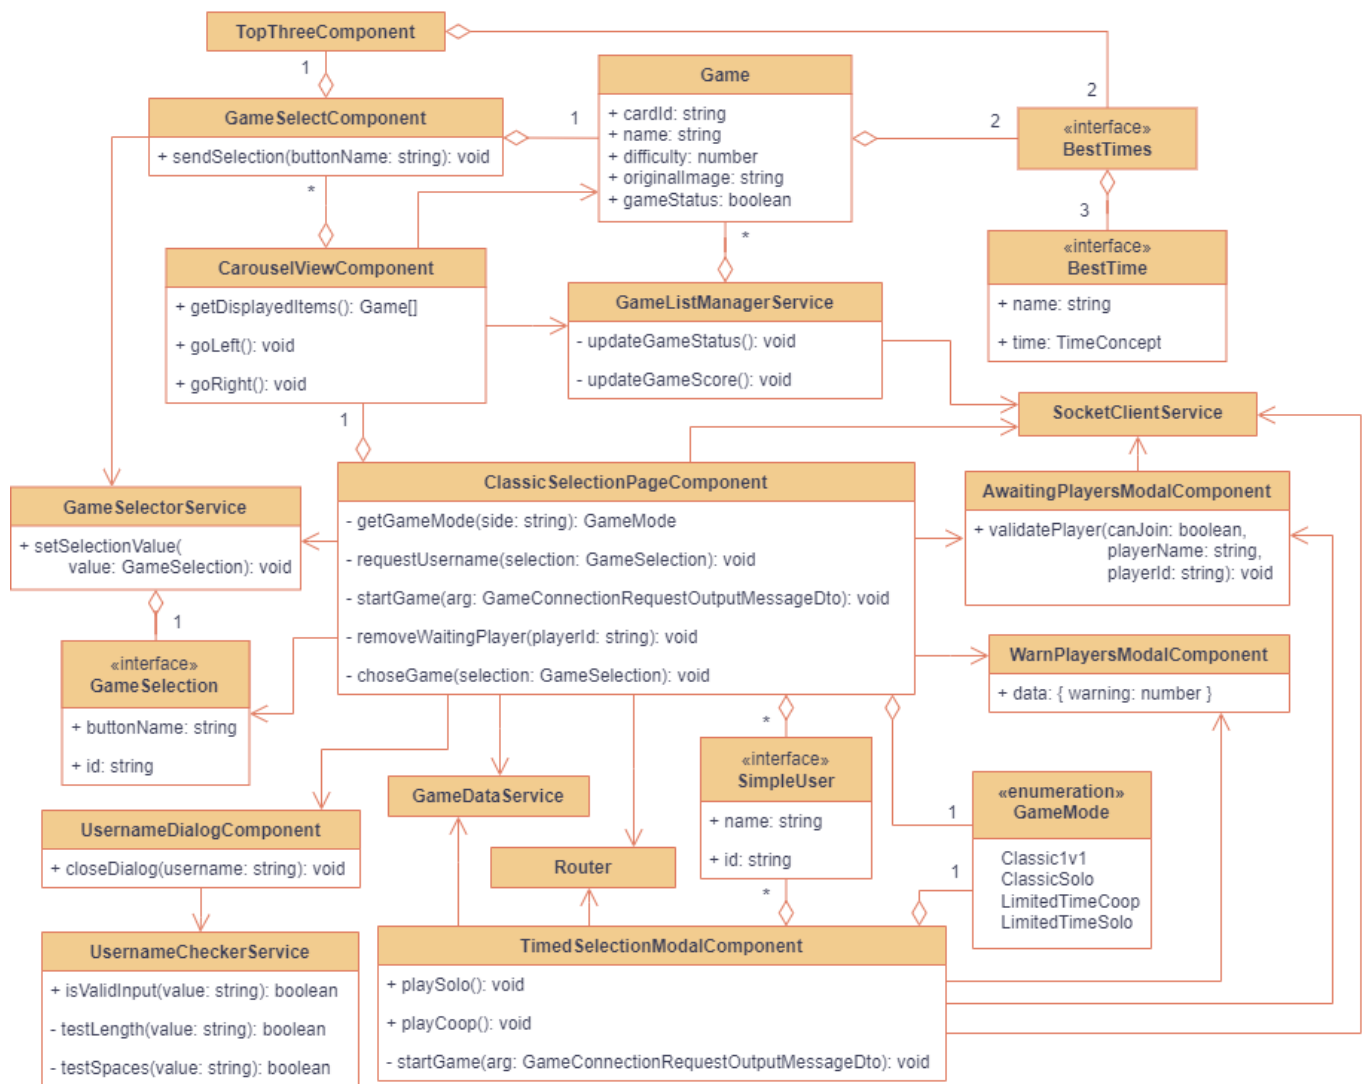 TopThreeComponent
1
2
GameSelectComponent
+ sendSelection(buttonName: string): void
1
*
Game
+ cardId: string
+ name: string
+ difficulty: number
+ originalImage: string
+ gameStatus: boolean
2
*
«interface»
BestTimes
3
«interface»
BestTime
+ name: string
+ time: TimeConcept
CarouselViewComponent
+ getDisplayedItems(): Game[]
+ goLeft(): void
+ goRight(): void
1
GameListManagerService
- updateGameStatus(): void
- updateGameScore(): void
SocketClientService
ClassicSelectionPageComponent
- getGameMode(side: string): GameMode
- requestUsername(selection: GameSelection): void
- startGame(arg: GameConnectionRequestOutputMessageDto): void
- removeWaitingPlayer(playerId: string): void
- choseGame(selection: GameSelection): void
GameSelectorService
+ setSelectionValue(
value: GameSelection): void
1
«interface»
GameSelection
+ buttonName: string
+ id: string
AwaitingPlayersModalComponent
+ validatePlayer(canJoin: boolean,
playerName: string,
playerId: string): void
WarnPlayersModalComponent
+ data: { warning: number }
*
«interface»
SimpleUser
+ name: string
+ id: string
*
1
1
«enumeration»
GameMode
Classic1v1
ClassicSolo
LimitedTimeCoop
LimitedTimeSolo
GameDataService
Router
UsernameDialogComponent
+ closeDialog(username: string): void
UsernameCheckerService
+ isValidInput(value: string): boolean
- testLength(value: string): boolean
- testSpaces(value: string): boolean
TimedSelectionModalComponent
+ playSolo(): void
+ playCoop(): void
- startGame(arg: GameConnectionRequestOutputMessageDto): void